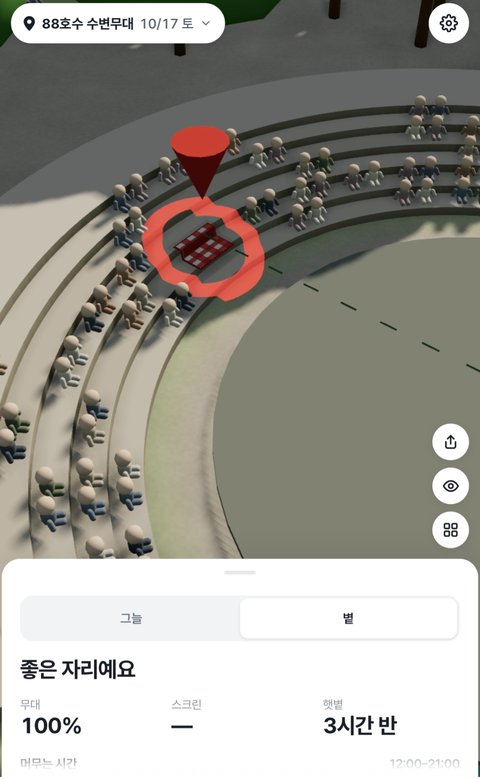 88호수 수변무대 10/17 토
그늘 볕
좋은 자리예요
무대 스크린 햇볕
100% — 3시간 반
머무는 시간 12:00–21:00